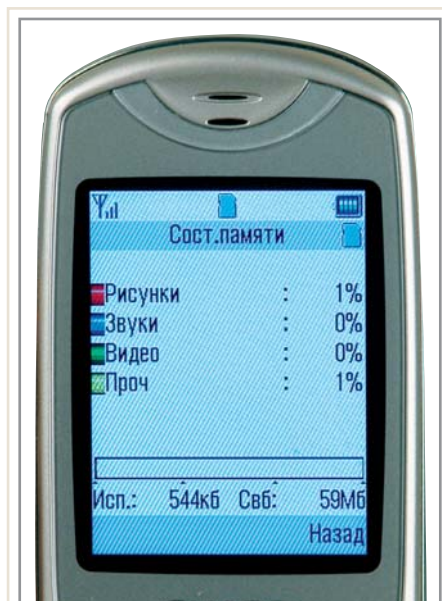 Сост.памяти
Рисунки : 1%
Звуки : 0%
Видео : 0%
Проч : 1%
Исп.: 544кб Свб: 59Мб
Назад